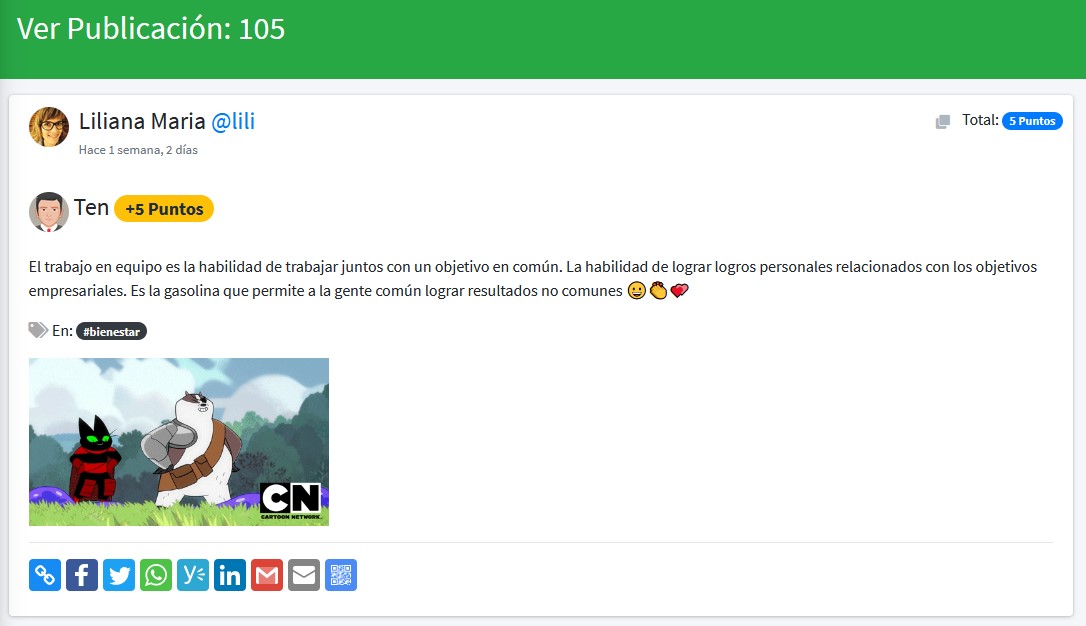 Ver Publicación: 105
Liliana Maria @lili
Total: 5 Puntos
Hace 1 semana, 2 días
Ten +5 Puntos
El trabajo en equipo es la habilidad de trabajar juntos con un objetivo en común. La habilidad de lograr logros personales relacionados con los objetivos
empresariales. Es la gasolina que permite a la gente común lograr resultados no comunes 😀👏💘
En: #bienestar
CN
CARTOON NETWORK